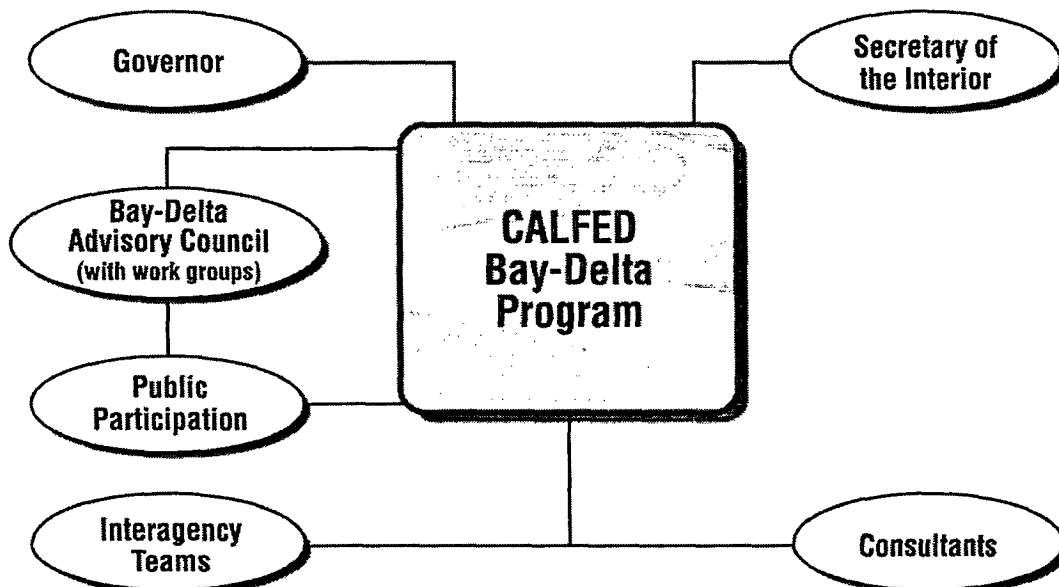 Governor
Secretary of
the Interior
Bay-Delta
Advisory Council
(with work groups)
CALFED
Bay-Delta
Program
Public
Participation
Interagency
Teams
Consultants